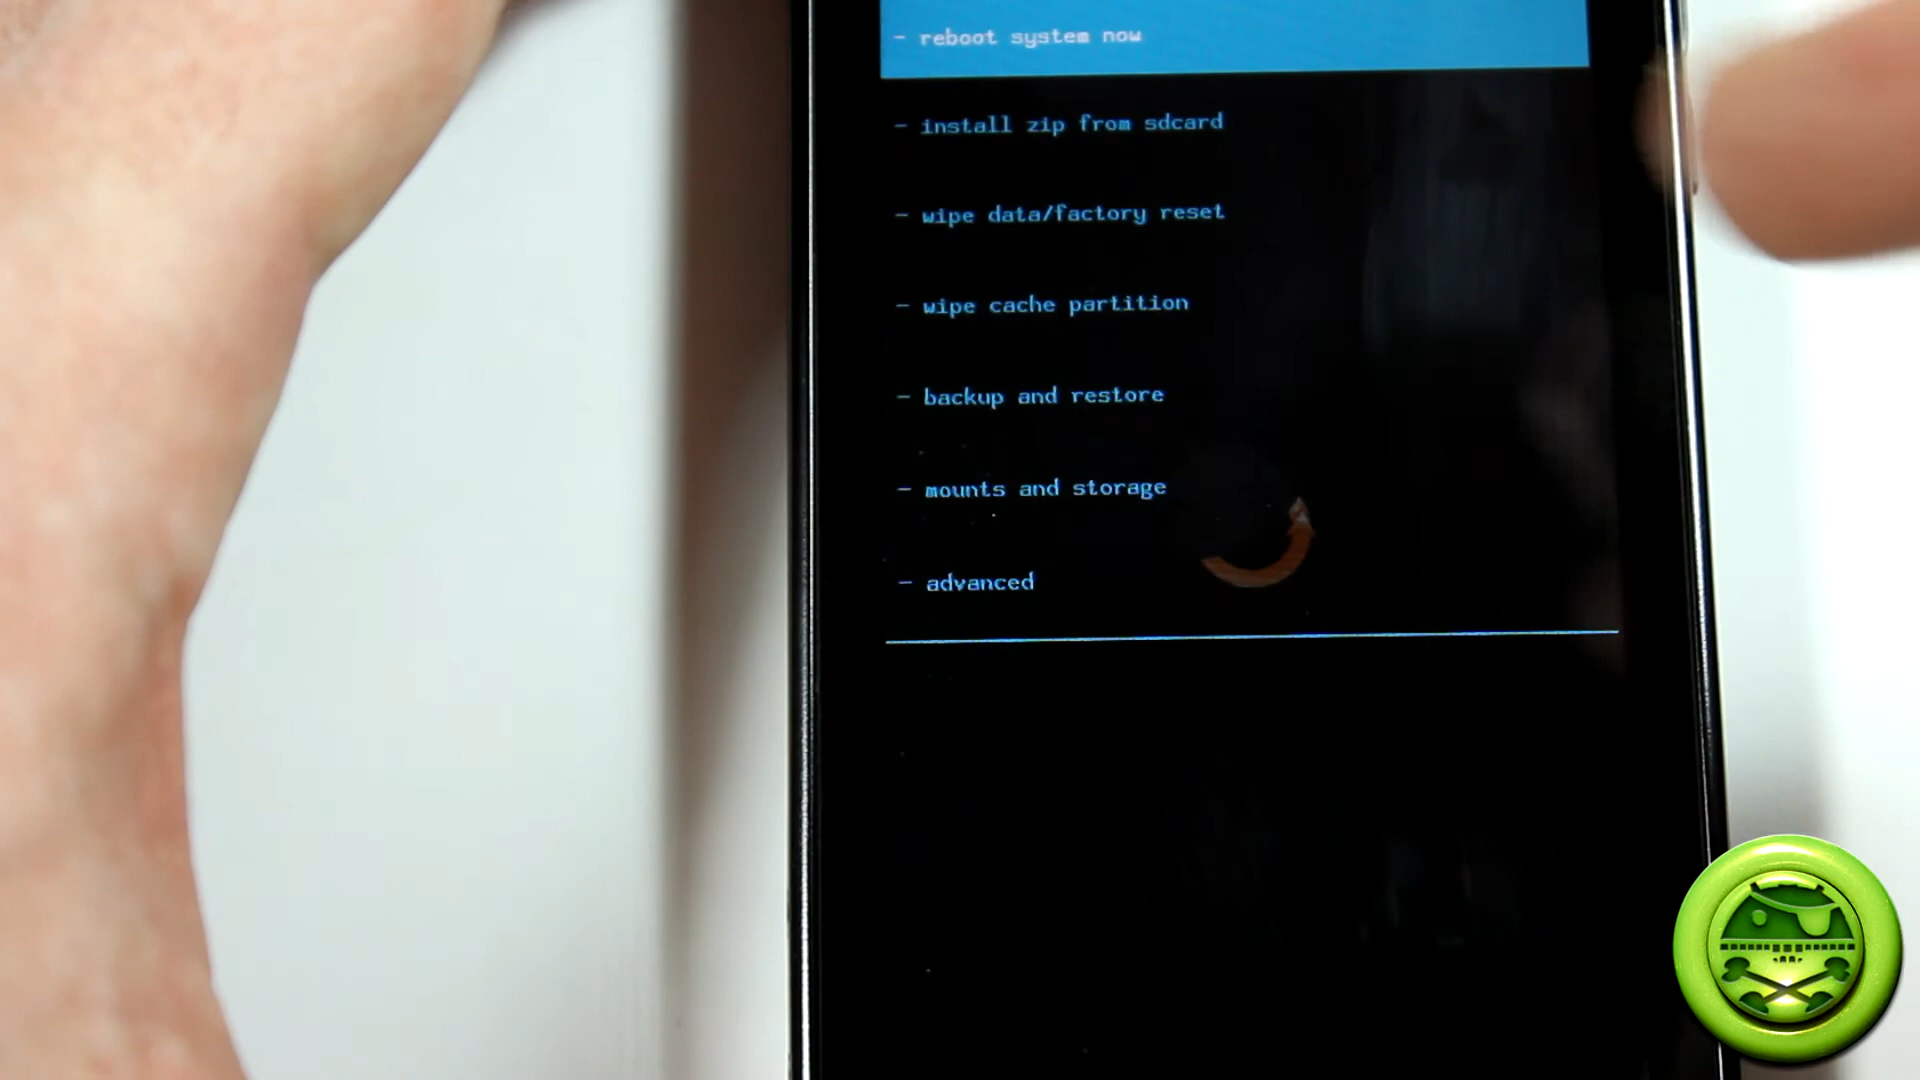 - reboot system now
- install zip from sdcard
- wipe data/factory reset
- wipe cache partition
- backup and restore
- mounts and storage
- advanced